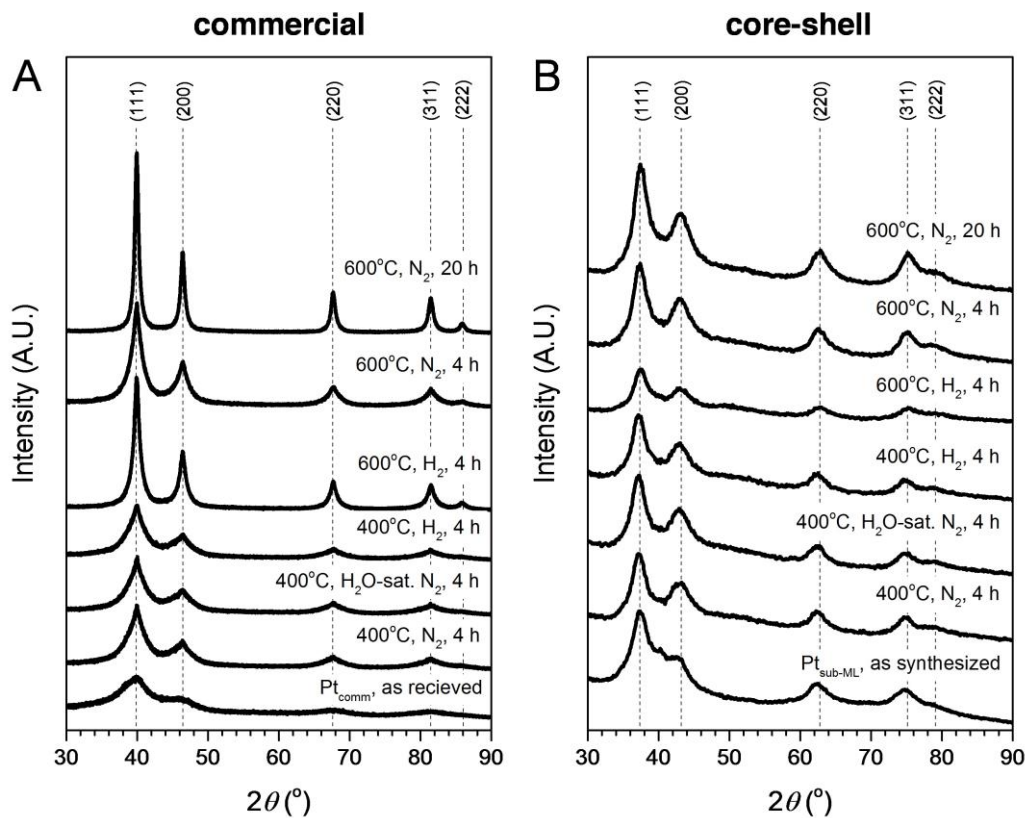 commercial
A
(111)
(200)
(220)
(311)
(222)
600°C, N₂, 20 h
600°C, N₂, 4 h
600°C, H₂, 4 h
400°C, H₂, 4 h
400°C, H₂O-sat. N₂, 4 h
400°C, N₂, 4 h
Pt_comm, as recieved
Intensity (A.U.)
30 40 50 60 70 80 90
2θ (°)
core-shell
B
(111)
(200)
(220)
(311)
(222)
600°C, N₂, 20 h
600°C, N₂, 4 h
600°C, H₂, 4 h
400°C, H₂, 4 h
400°C, H₂O-sat. N₂, 4 h
400°C, N₂, 4 h
Pt_sub-ML, as synthesized
Intensity (A.U.)
30 40 50 60 70 80 90
2θ (°)